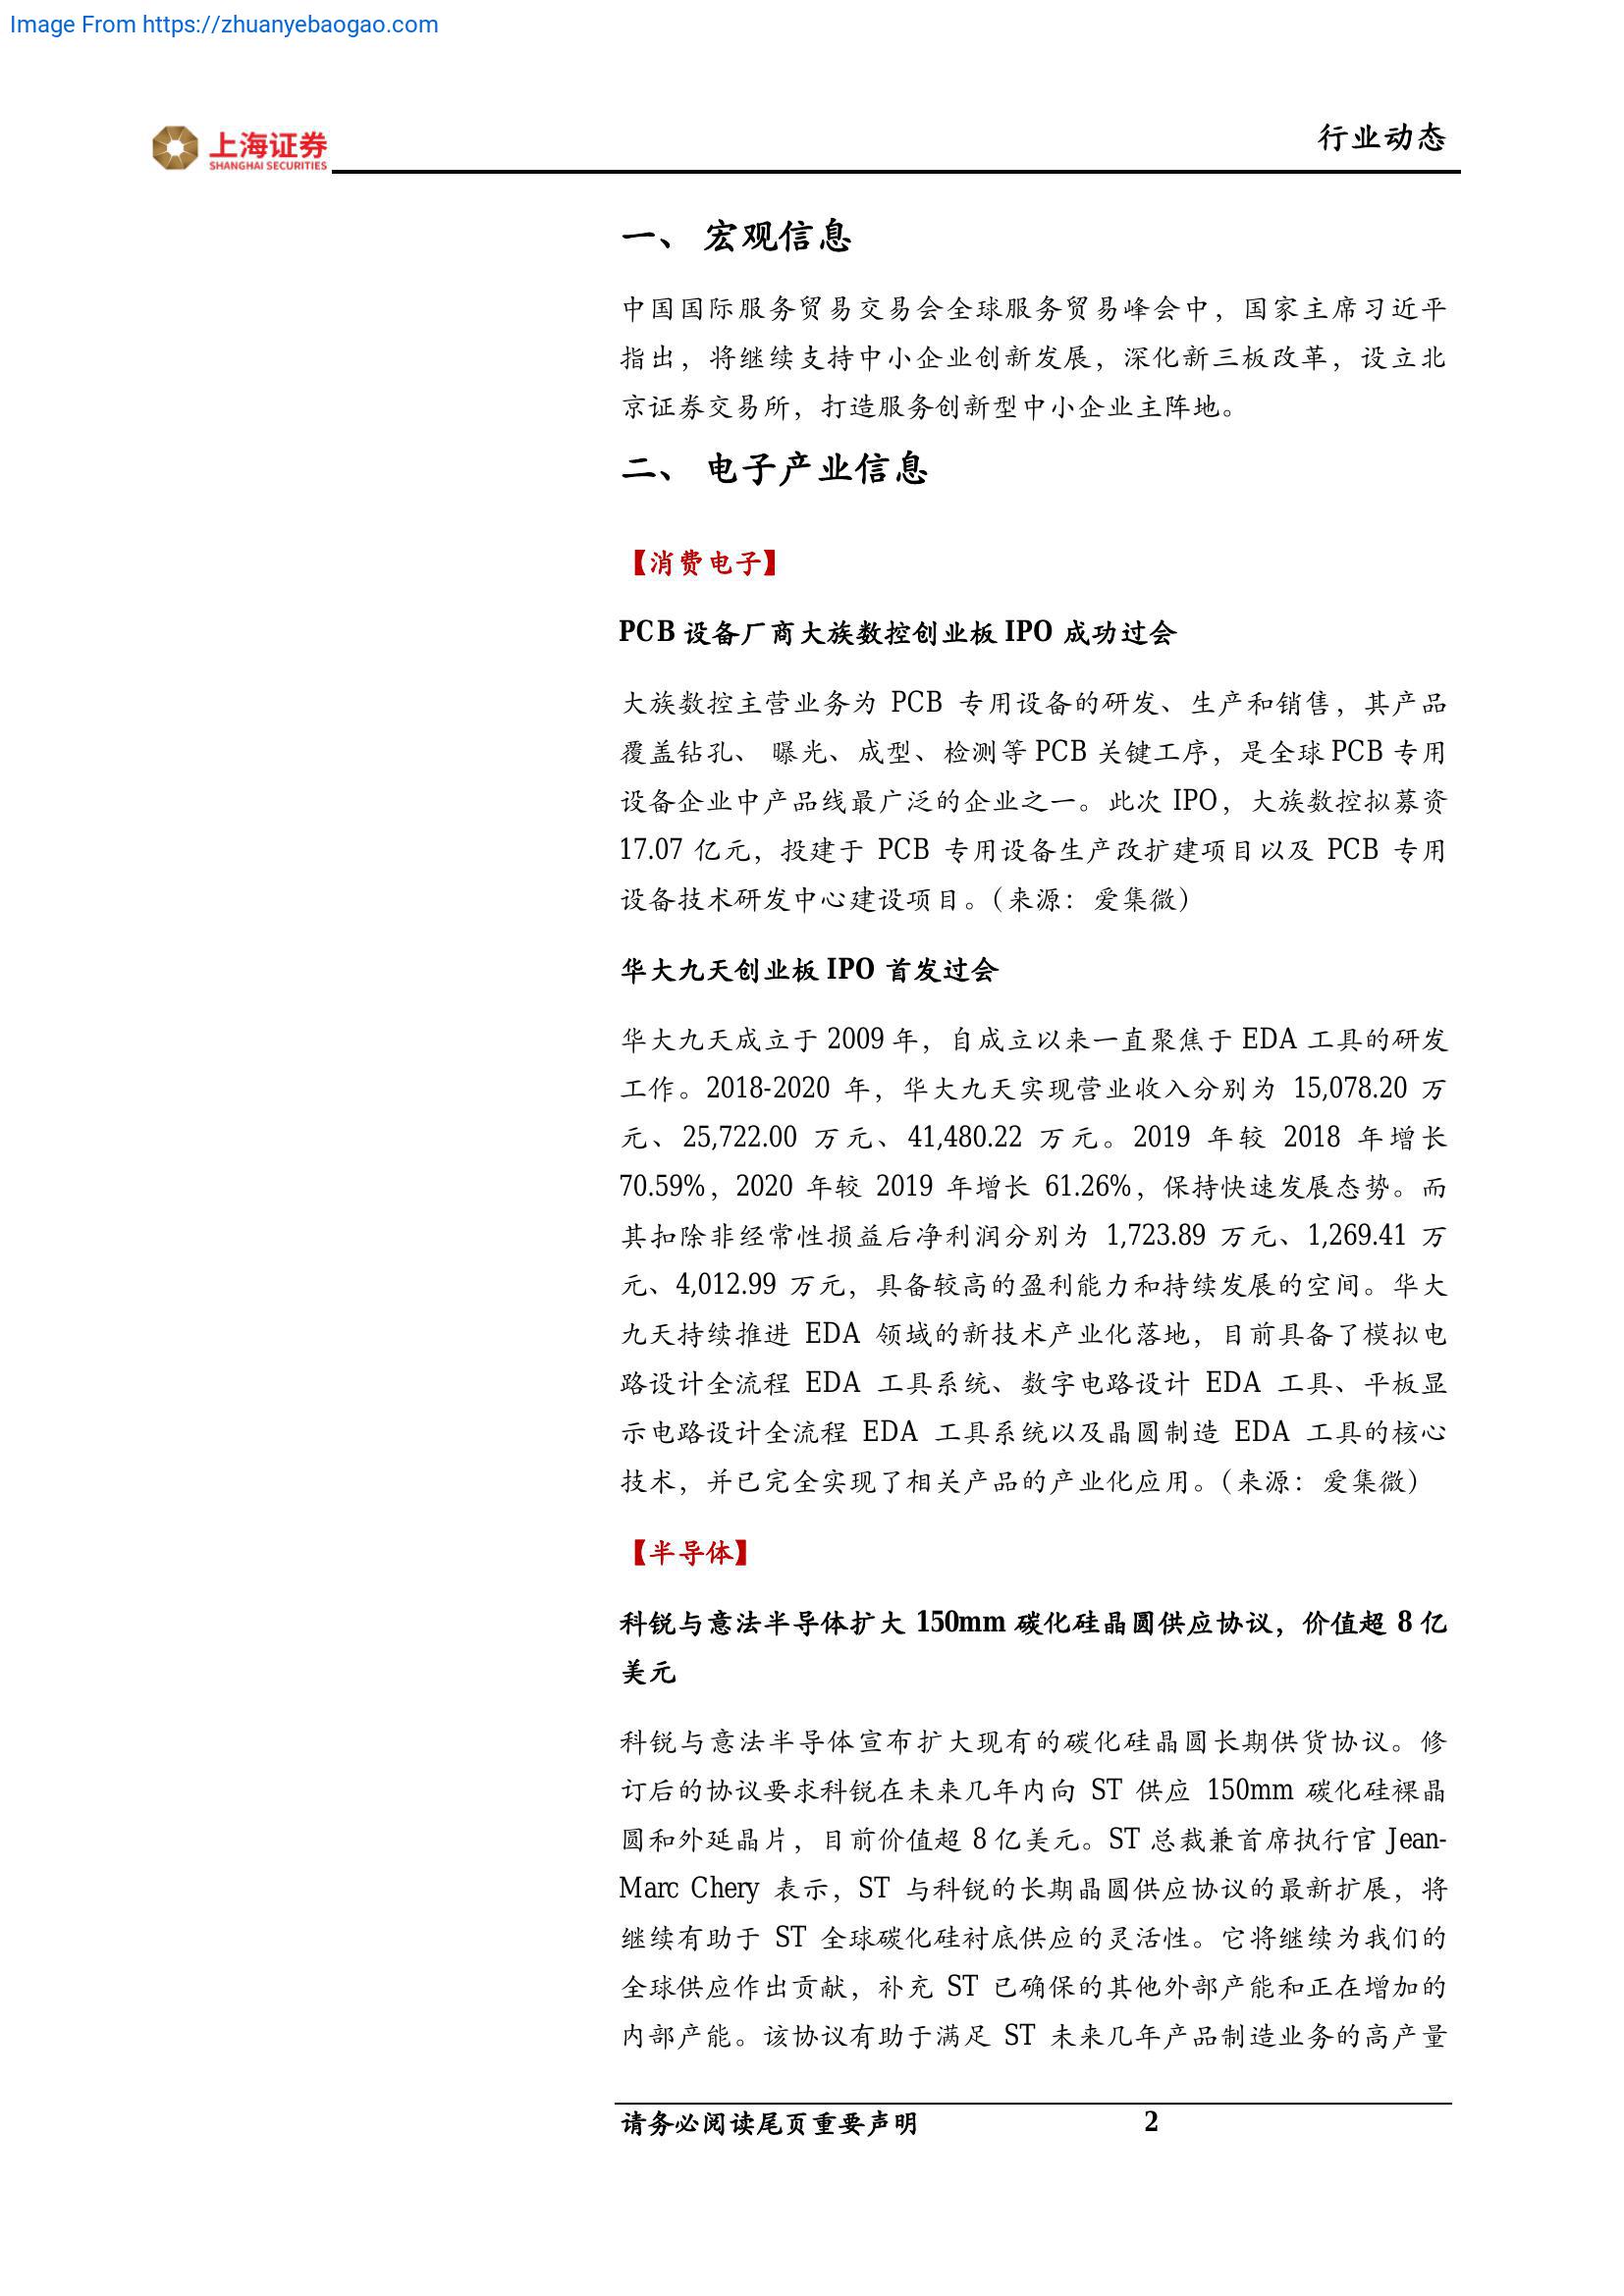 Image From https://zhuanyebaogao.com
上海证券
SHANGHAI SECURITIES
行业动态
一、 宏观信息
中国国际服务贸易交易会全球服务贸易峰会中，国家主席习近平
指出，将继续支持中小企业创新发展，深化新三板改革，设立北
京证券交易所，打造服务创新型中小企业主阵地。
二、 电子产业信息
【消费电子】
PCB 设备厂商大族数控创业板 IPO 成功过会
大族数控主营业务为 PCB 专用设备的研发、生产和销售，其产品
覆盖钻孔、 曝光、成型、检测等 PCB 关键工序，是全球 PCB 专用
设备企业中产品线最广泛的企业之一。此次 IPO，大族数控拟募资
17.07 亿元，投建于 PCB 专用设备生产改扩建项目以及 PCB 专用
设备技术研发中心建设项目。（来源：爱集微）
华大九天创业板 IPO 首发过会
华大九天成立于 2009 年，自成立以来一直聚焦于 EDA 工具的研发
工作。2018-2020 年，华大九天实现营业收入分别为 15,078.20 万
元、25,722.00 万元、41,480.22 万元。2019 年较 2018 年增长
70.59%，2020 年较 2019 年增长 61.26%，保持快速发展态势。而
其扣除非经常性损益后净利润分别为 1,723.89 万元、1,269.41 万
元、4,012.99 万元，具备较高的盈利能力和持续发展的空间。华大
九天持续推进 EDA 领域的新技术产业化落地，目前具备了模拟电
路设计全流程 EDA 工具系统、数字电路设计 EDA 工具、平板显
示电路设计全流程 EDA 工具系统以及晶圆制造 EDA 工具的核心
技术，并已完全实现了相关产品的产业化应用。（来源：爱集微）
【半导体】
科锐与意法半导体扩大 150mm 碳化硅晶圆供应协议，价值超 8 亿
美元
科锐与意法半导体宣布扩大现有的碳化硅晶圆长期供货协议。修
订后的协议要求科锐在未来几年内向 ST 供应 150mm 碳化硅裸晶
圆和外延晶片，目前价值超 8 亿美元。ST 总裁兼首席执行官 Jean-
Marc Chery 表示，ST 与科锐的长期晶圆供应协议的最新扩展，将
继续有助于 ST 全球碳化硅衬底供应的灵活性。它将继续为我们的
全球供应作出贡献，补充 ST 已确保的其他外部产能和正在增加的
内部产能。该协议有助于满足 ST 未来几年产品制造业务的高产量
请务必阅读尾页重要声明 2